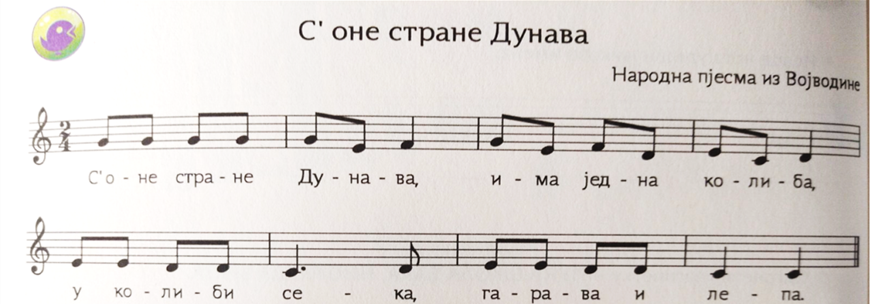 С' оне стране Дунава
Народна пјесма из Војводине
2
4
С'о - не стра - не Ду - на - ва, и - ма јед - на ко - ли - ба,
у ко - ли - би се - ка, га - ра - ва и ле - па.